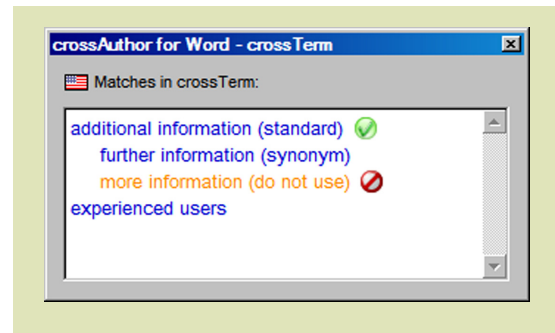 crossAuthor for Word - crossTerm
Matches in crossTerm:
additional information (standard)
further information (synonym)
more information (do not use)
experienced users